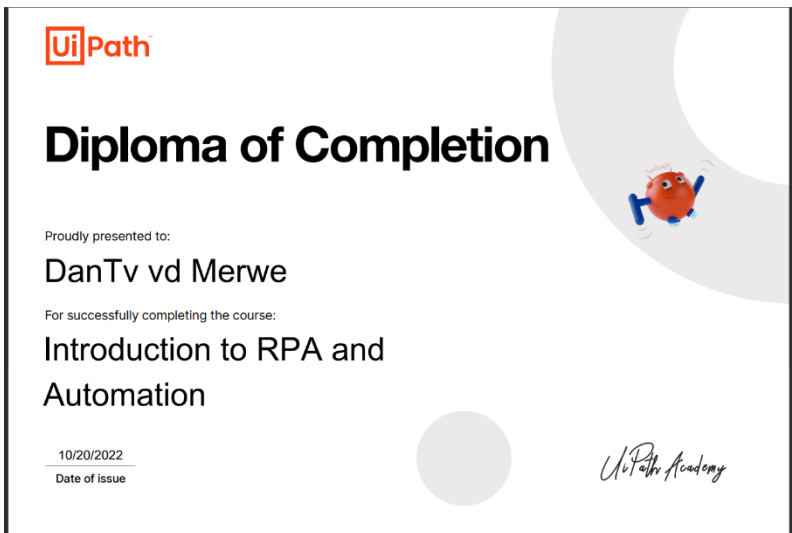 UiPath
Diploma of Completion
Proudly presented to:
DanTv vd Merwe
For successfully completing the course:
Introduction to RPA and
Automation
10/20/2022
Date of issue
UiPath Academy